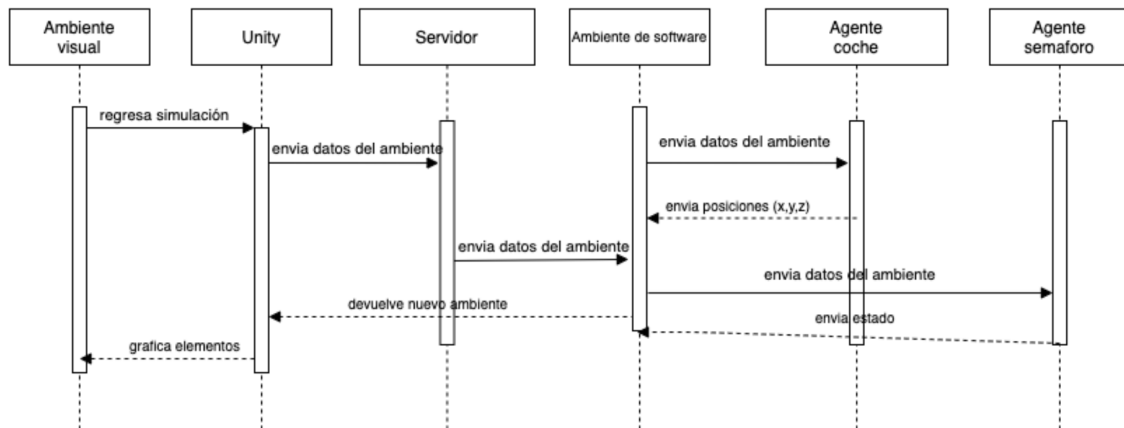 Ambiente
visual
Unity
Servidor
Ambiente de software
Agente
coche
Agente
semaforo
regresa simulación
envia datos del ambiente
envia datos del ambiente
envia posiciones (x,y,z)
envia datos del ambiente
envia datos del ambiente
devuelve nuevo ambiente
envia estado
grafica elementos